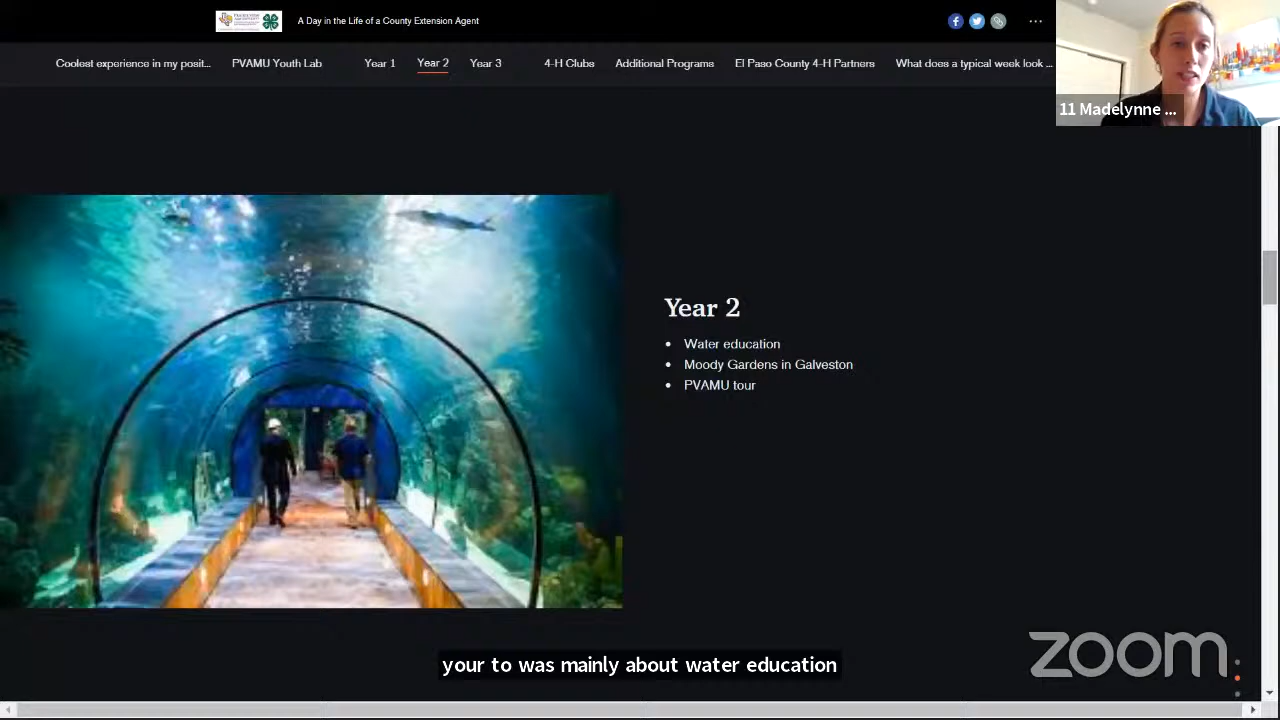 A Day in the Life of a County Extension Agent
Coolest experience in my posit... PVAMU Youth Lab Year 1 Year 2 Year 3 4-H Clubs Additional Programs El Paso County 4-H Partners What does a typical week look ...
11 Madelynne ...
Year 2
Water education
Moody Gardens in Galveston
PVAMU tour
your to was mainly about water education
zoom